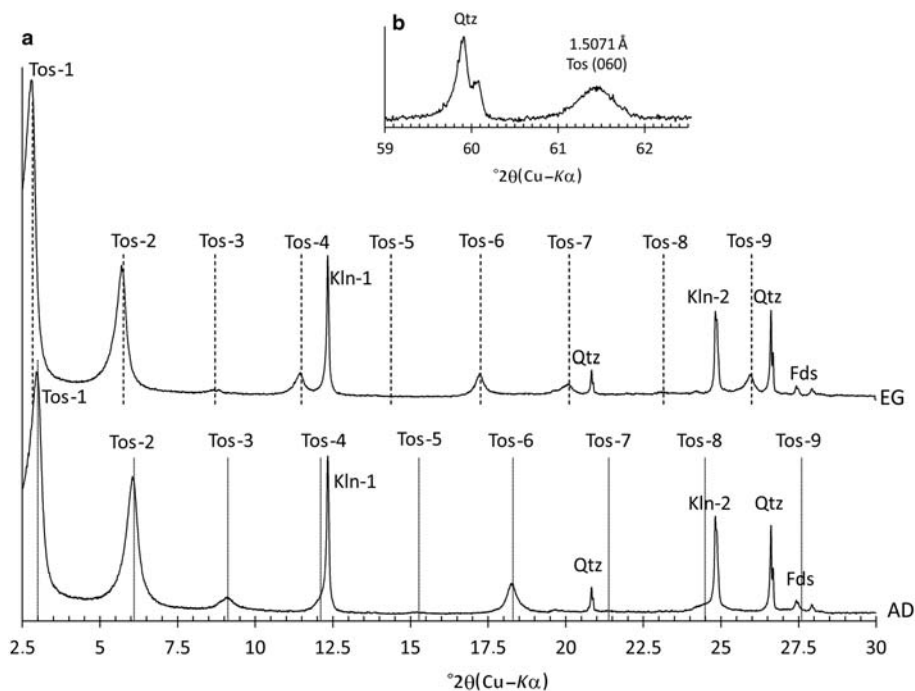 a
Tos-1
Tos-2
Tos-3
Tos-4
Kln-1
Tos-5
Tos-6
Tos-7
Qtz
Tos-8
Kln-2
Tos-9
Qtz
Fds
EG
b
Qtz
1.5071 Å
Tos (060)
59 60 61 62
°2θ(Cu–Kα)
Tos-1
Tos-2
Tos-3
Tos-4
Kln-1
Tos-5
Tos-6
Qtz
Tos-7
Tos-8
Kln-2
Qtz
Tos-9
Fds
AD
2.5 5 7.5 10 12.5 15 17.5 20 22.5 25 27.5 30
°2θ(Cu–Kα)